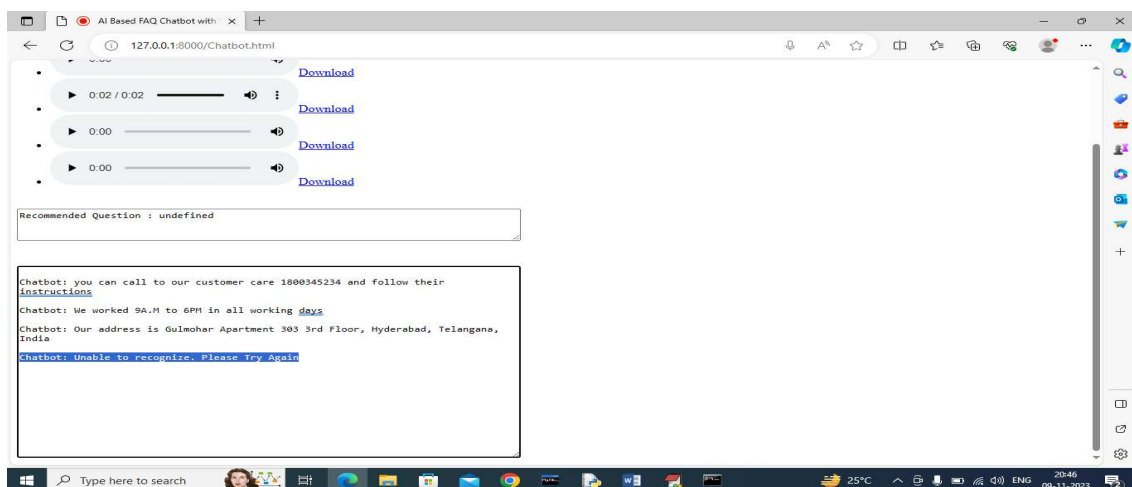 AI Based FAQ Chatbot with
127.0.0.1:8000/Chatbot.html
Download
0:02 / 0:02
Download
0:00
Download
0:00
Download
Recommended Question : undefined
Chatbot: you can call to our customer care 1800345234 and follow their
instructions
Chatbot: We worked 9A.M to 6PM in all working days
Chatbot: Our address is Gulmohar Apartment 303 3rd Floor, Hyderabad, Telangana,
India
Chatbot: Unable to recognize. Please Try Again
Type here to search
25°C
ENG
20:46
09-11-2023